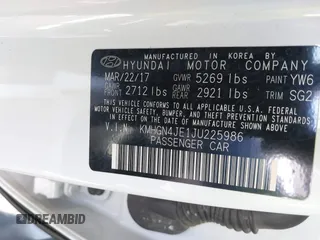 MANUFACTURED IN KOREA BY
HYUNDAI MOTOR COMPANY
MAR/22/17 GVWR 5269 lbs PAINT YW6
GAWR FRONT 2712 lbs GAWR REAR 2921 lbs TRIM SG2
THIS VEHICLE CONFORMS TO ALL APPLICABLE U.S.A. FEDERAL
MOTOR VEHICLE SAFETY, BUMPER, AND THEFT PREVENTION
STANDARDS IN EFFECT ON THE DATE OF MANUFACTURE SHOWN ABOVE.
V.I.N: KMHGN4JE1JU225986
PASSENGER CAR
DREAMBID